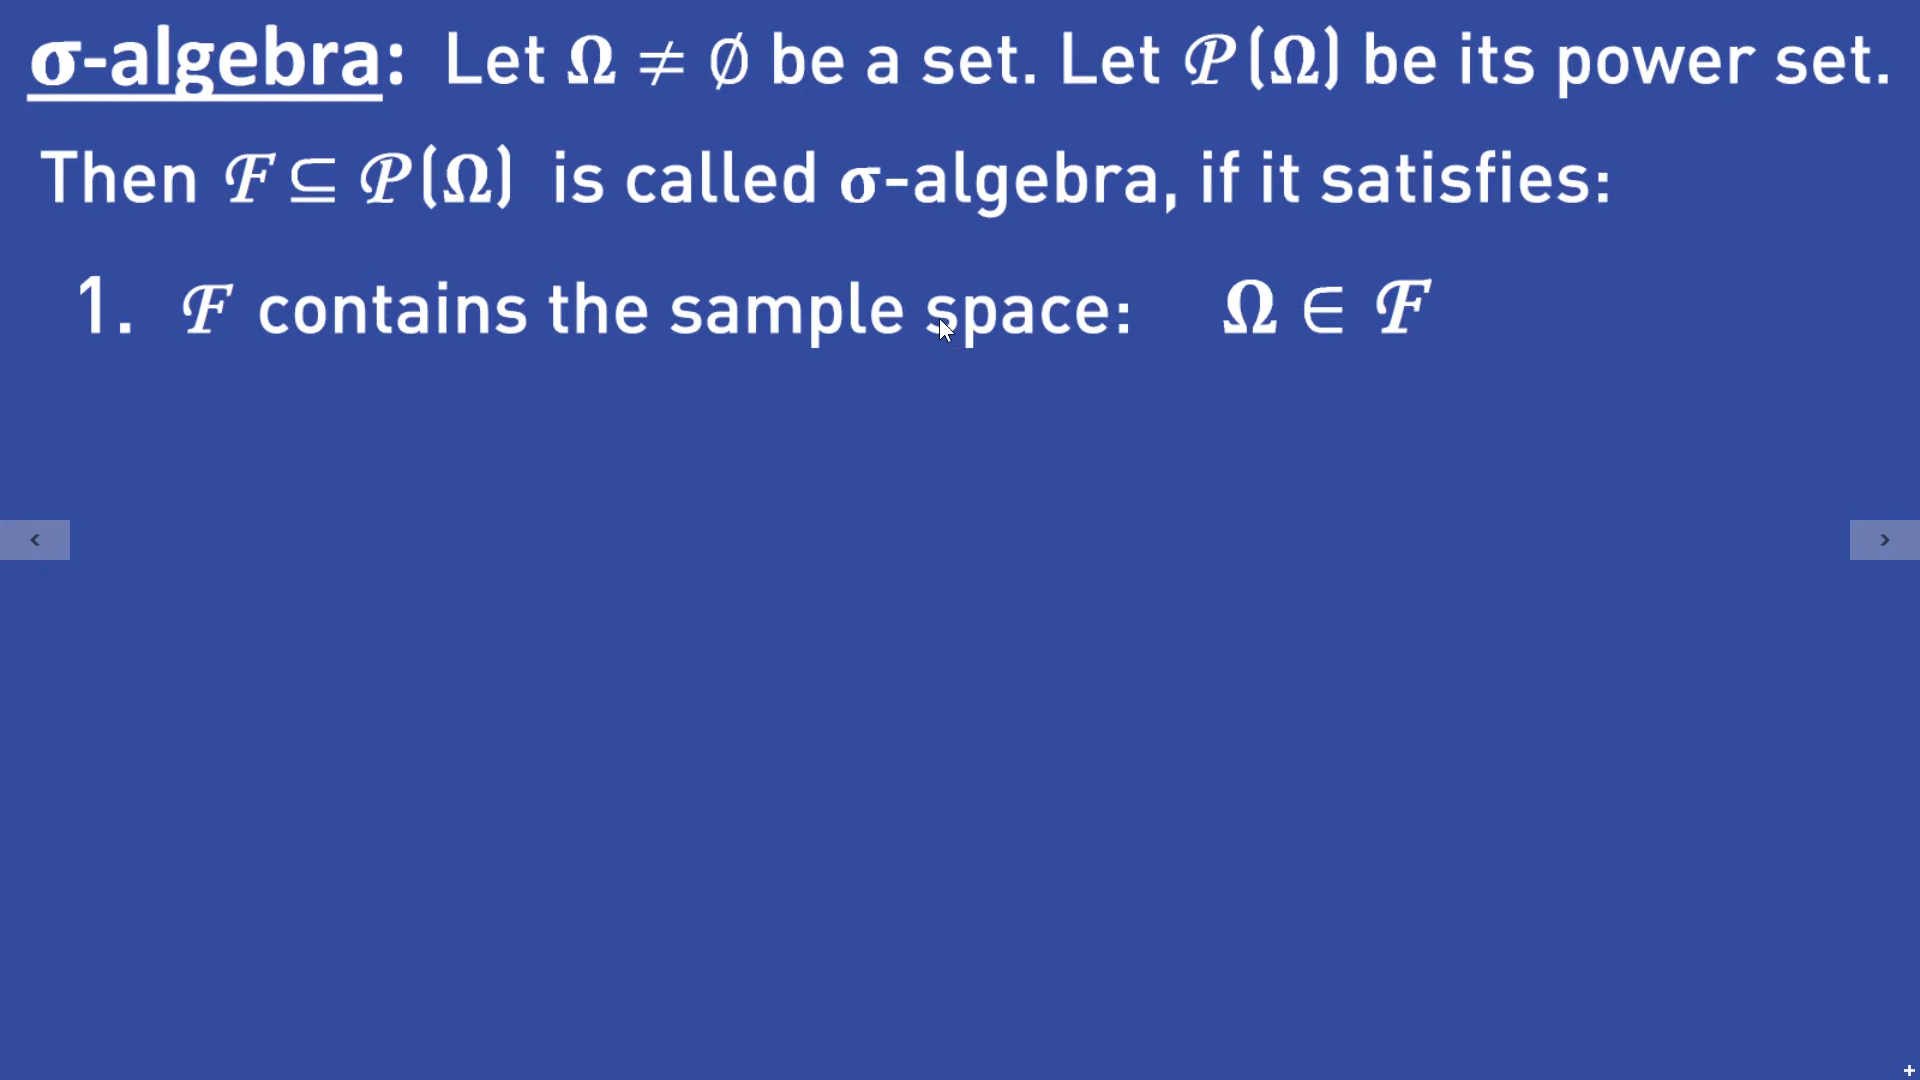 σ-algebra: Let Ω ≠ ∅ be a set. Let 𝒫(Ω) be its power set.
Then ℱ ⊆ 𝒫(Ω) is called σ-algebra, if it satisfies:
1. ℱ contains the sample space: Ω ∈ ℱ